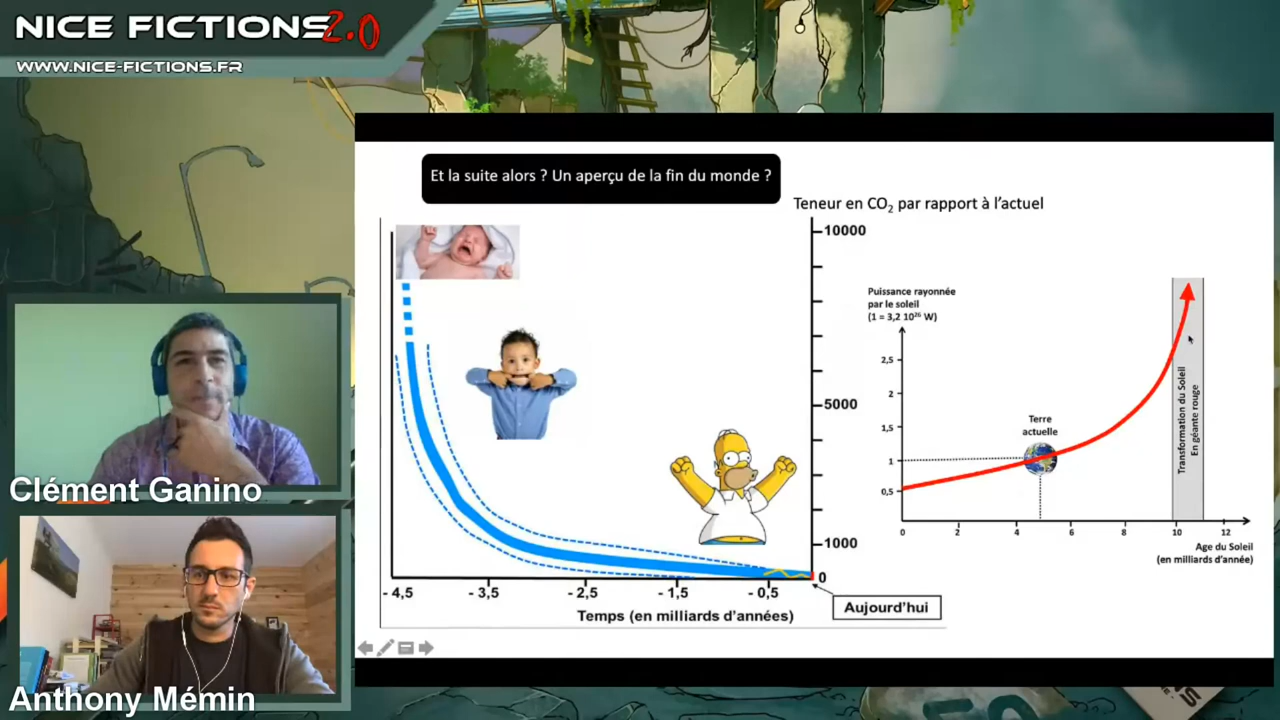 NICE FICTIONS 2.0
WWW.NICE-FICTIONS.FR
Et la suite alors ? Un aperçu de la fin du monde ?
Teneur en CO₂ par rapport à l'actuel
10000
5000
1000
0
- 4,5
- 3,5
- 2,5
- 1,5
- 0,5
Temps (en milliards d'années)
Aujourd'hui
Puissance rayonnée
par le soleil
(1 = 3,2 10²⁶ W)
2,5
2
1,5
1
0,5
Terre
actuelle
Transformation du Soleil
En géante rouge
0
2
4
6
8
10
12
Age du Soleil
(en milliards d'année)
Clément Ganino
Anthony Mémin